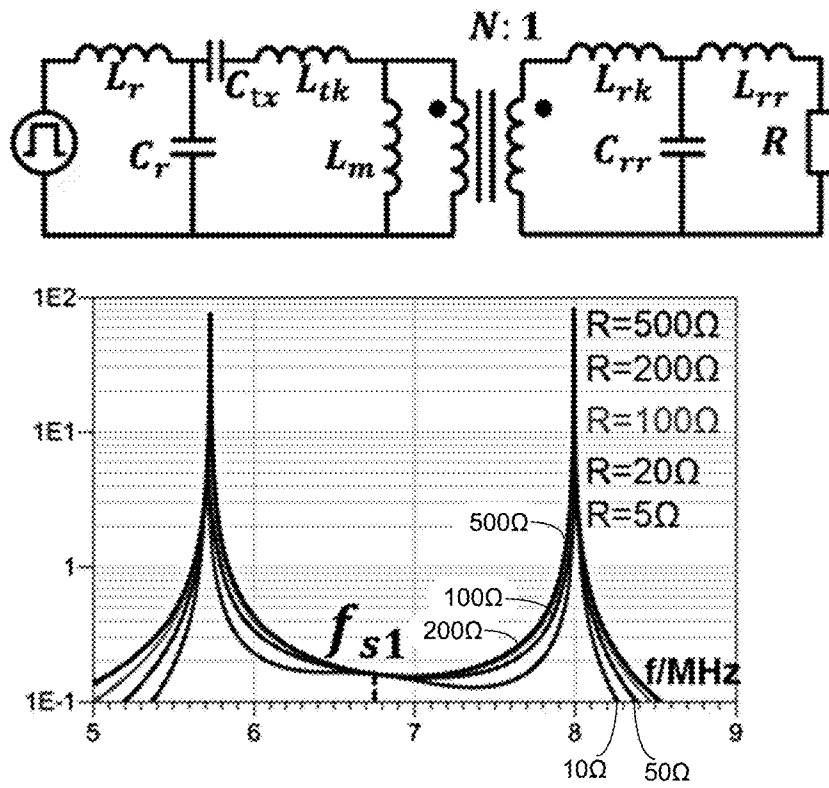 N: 1
L_r
C_tx
L_tk
L_rk
L_rr
C_r
L_m
C_rr
R
1E2
R=500Ω
R=200Ω
1E1
R=100Ω
R=20Ω
500Ω
R=5Ω
1
100Ω
f_s1
200Ω
f/MHz
1E-1
5 6 7 8 9
10Ω
50Ω